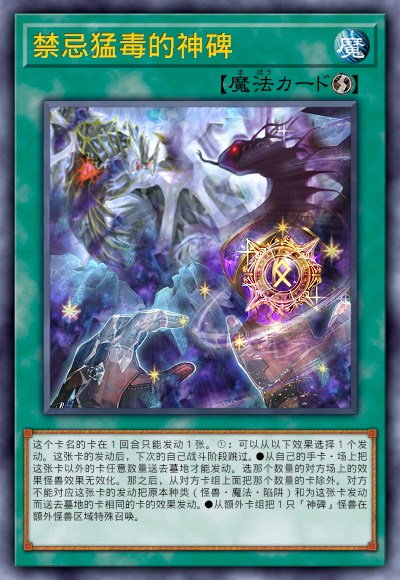 禁忌猛毒的神碑
魔
【魔法カード】
まほう
这个卡名的卡在1回合只能发动1张。①：可以从以下效果选择1个发
动。这张卡的发动后，下次的自己战斗阶段跳过。●从自己的手卡·场上把
这张卡以外的卡任意数量送去墓地才能发动。选那个数量的对方场上的效
果怪兽效果无效化。那之后，从对方卡组上面把那个数量的卡除外。对方
不能对应这张卡的发动把原本种类（怪兽·魔法·陷阱）和为这张卡发动
而送去墓地的卡相同的卡的效果发动。●从额外卡组把1只「神碑」怪兽在
额外怪兽区域特殊召唤。